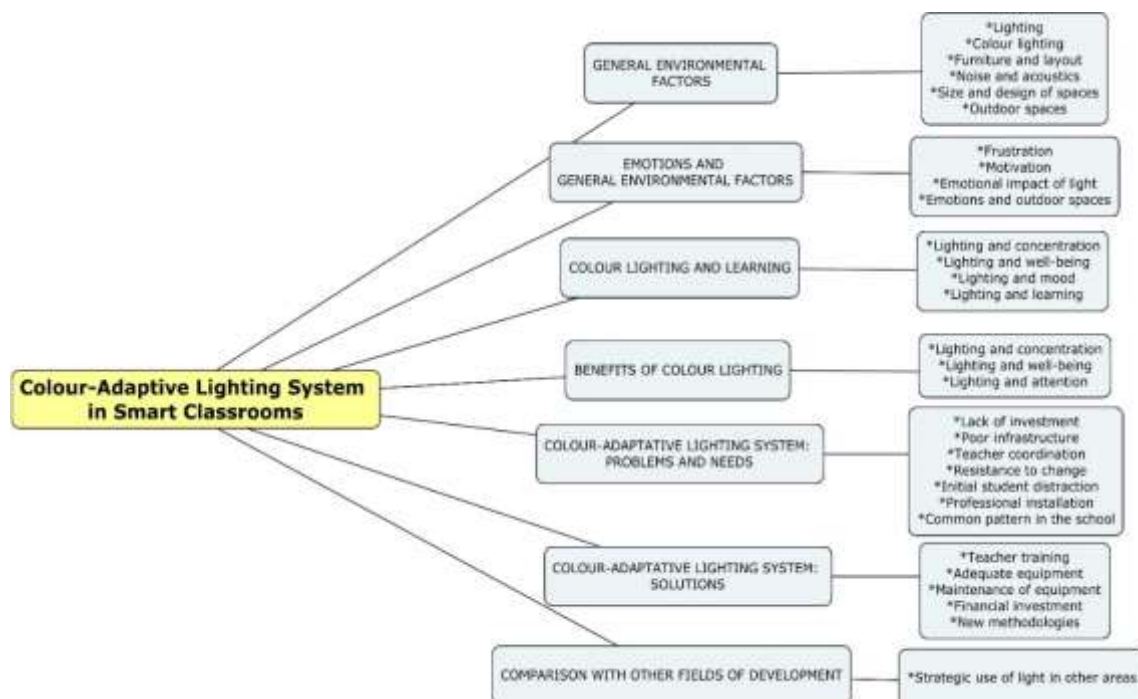 GENERAL ENVIRONMENTAL
FACTORS
*Lighting
*Colour lighting
*Furniture and layout
*Noise and acoustics
*Size and design of spaces
*Outdoor spaces
EMOTIONS AND
GENERAL ENVIRONMENTAL FACTORS
*Frustration
*Motivation
*Emotional impact of light
*Emotions and outdoor spaces
COLOUR LIGHTING AND LEARNING
*Lighting and concentration
*Lighting and well-being
*Lighting and mood
*Lighting and learning
Colour-Adaptive Lighting System
in Smart Classrooms
BENEFITS OF COLOUR LIGHTING
*Lighting and concentration
*Lighting and well-being
*Lighting and attention
COLOUR-ADAPTATIVE LIGHTING SYSTEM:
PROBLEMS AND NEEDS
*Lack of investment
*Poor infrastructure
*Teacher coordination
*Resistance to change
*Initial student distraction
*Professional installation
*Common pattern in the school
COLOUR-ADAPTATIVE LIGHTING SYSTEM:
SOLUTIONS
*Teacher training
*Adequate equipment
*Maintenance of equipment
*Financial investment
*New methodologies
COMPARISON WITH OTHER FIELDS OF DEVELOPMENT
*Strategic use of light in other areas